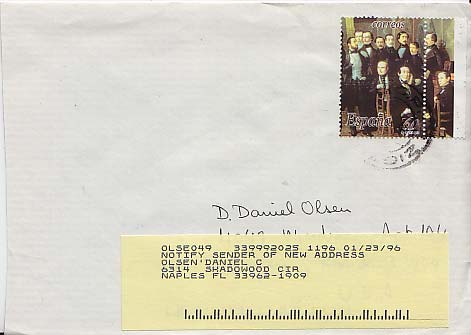 correos
España
D. Daniel Olsen
OLSE049 339992025 1196 01/23/96
NOTIFY SENDER OF NEW ADDRESS
OLSEN'DANIEL C
6314 SHADOWOOD CIR
NAPLES FL 33962-1909